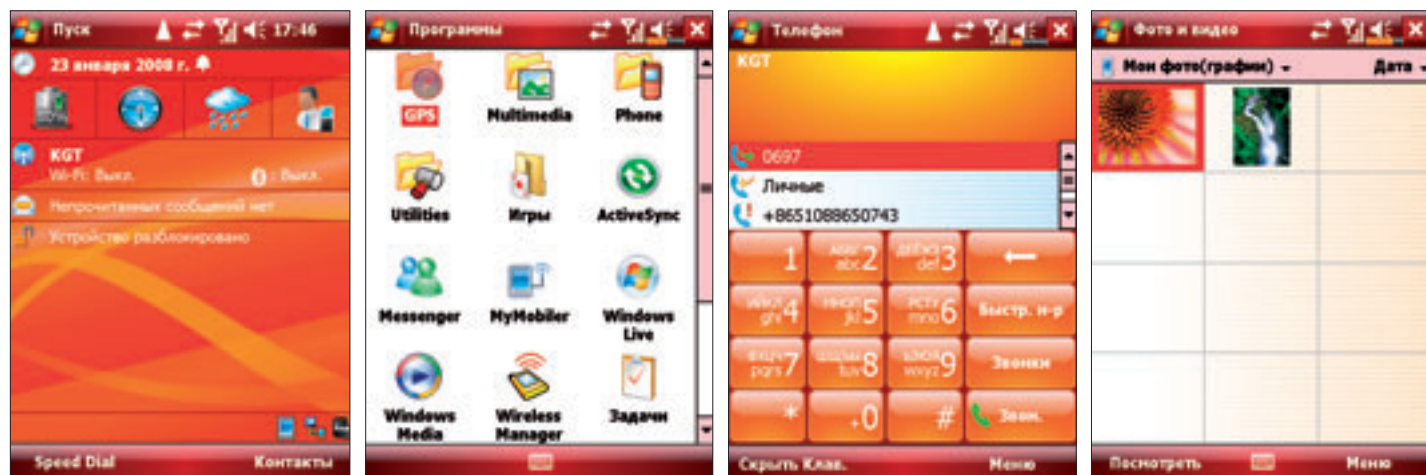 Пуск 17:46
23 января 2008 г.
KGT
Wi-Fi: Выкл. : Выкл.
Непрочитанных сообщений нет
Устройство разблокировано
Speed Dial Контакты
Программы
GPS Multimedia Phone
Utilities Игры ActiveSync
Messenger MyMobiler Windows
Live
Windows Wireless Задачи
Media Manager
Телефон
KGT
0697
Личные
+8651088650743
1 abc 2 def 3
ghi 4 jkl 5 mno 6 Быстр. н-р
pqrs 7 tuv 8 wxyz 9 Звонки
* +0 # Звон.
Скрыть Клав. Меню
Фото и видео
Мои фото(графии) Дата
Посмотреть Меню